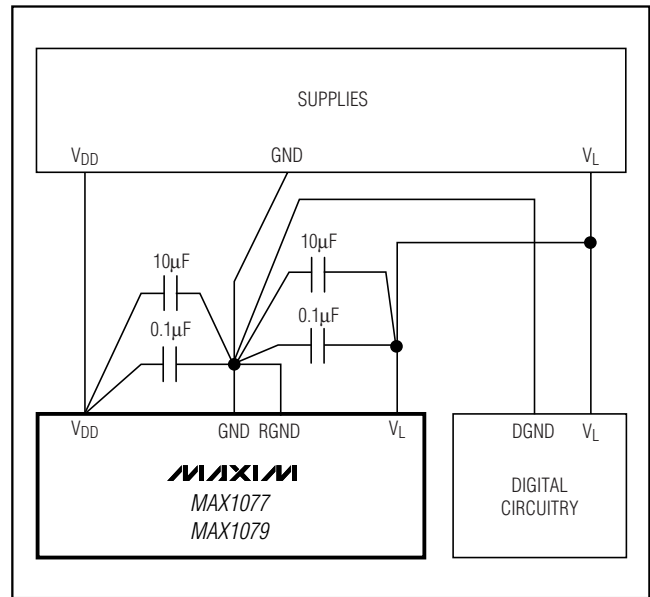 SUPPLIES
VDD GND VL
10µF 10µF
0.1µF 0.1µF
VDD GND RGND VL DGND VL
MAXIM
MAX1077
MAX1079
DIGITAL
CIRCUITRY